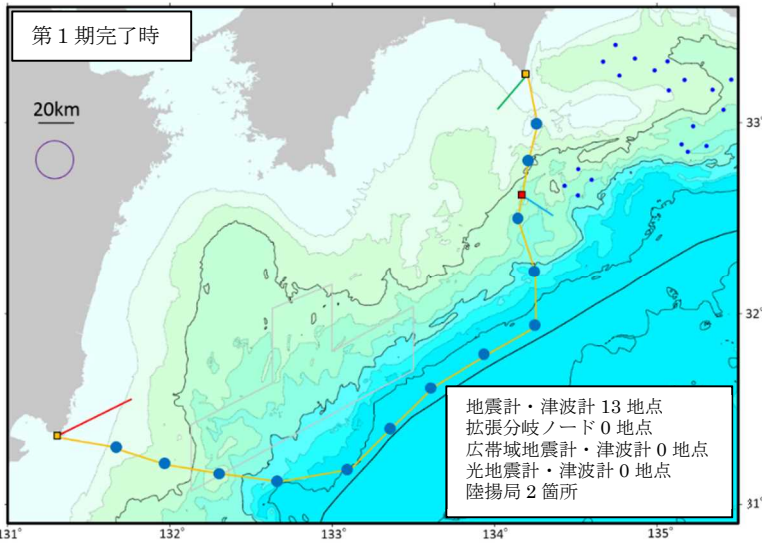 第1期完了時
20km
33°
32°
31°
地震計・津波計 13 地点
拡張分岐ノード 0 地点
広帯域地震計・津波計 0 地点
光地震計・津波計 0 地点
陸揚局 2 箇所
131°
132°
133°
134°
135°